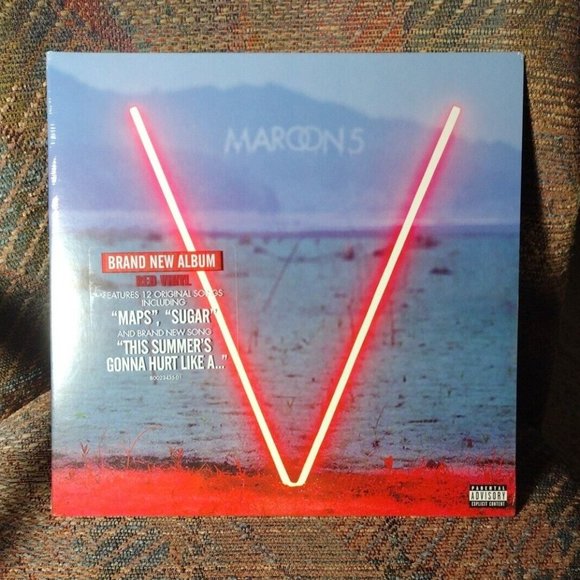 MAROON 5
BRAND NEW ALBUM
RED VINYL
FEATURES 12 ORIGINAL SONGS
INCLUDING
"MAPS", "SUGAR"
AND BRAND NEW SONG
"THIS SUMMER'S
GONNA HURT LIKE A..."
PARENTAL
ADVISORY
EXPLICIT CONTENT